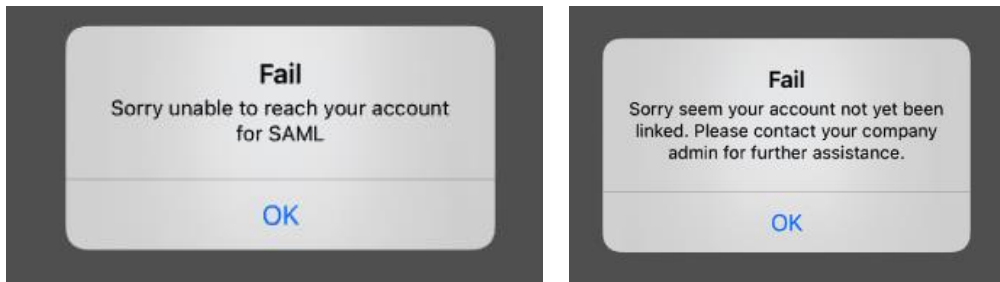 Fail
Sorry unable to reach your account
for SAML
OK
Fail
Sorry seem your account not yet been
linked. Please contact your company
admin for further assistance.
OK